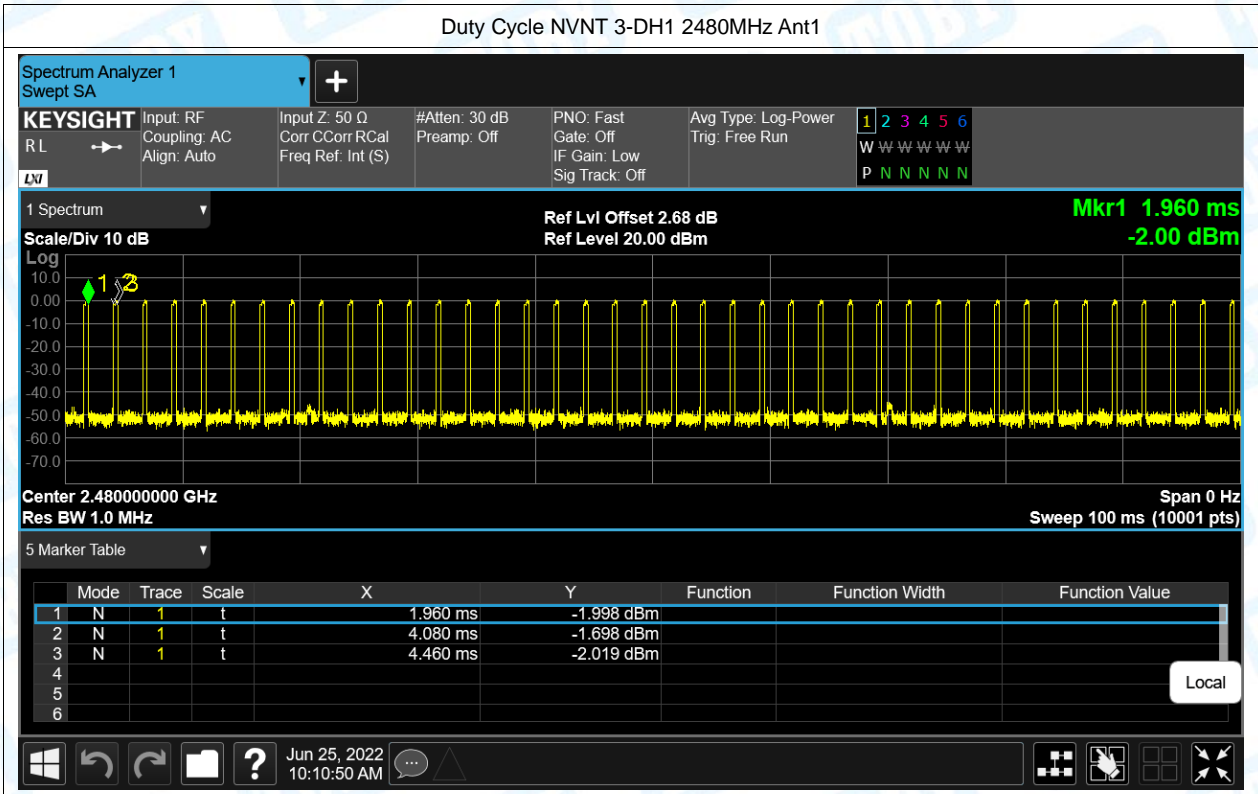 Duty Cycle NVNT 3-DH1 2480MHz Ant1
Spectrum Analyzer 1
Swept SA
+
KEYSIGHT Input: RF Input Z: 50 Ω #Atten: 30 dB PNO: Fast Avg Type: Log-Power 1 2 3 4 5 6
RL Coupling: AC Corr CCorr RCal Preamp: Off Gate: Off Trig: Free Run W W W W W W
Align: Auto Freq Ref: Int (S) IF Gain: Low
LXI Sig Track: Off P N N N N N
1 Spectrum Ref Lvl Offset 2.68 dB Mkr1 1.960 ms
Scale/Div 10 dB Ref Level 20.00 dBm -2.00 dBm
Log
10.0 1 2 3
0.00
-10.0
-20.0
-30.0
-40.0
-50.0
-60.0
-70.0
Center 2.480000000 GHz Span 0 Hz
Res BW 1.0 MHz Sweep 100 ms (10001 pts)
5 Marker Table
Mode Trace Scale X Y Function Function Width Function Value
1 N 1 t 1.960 ms -1.998 dBm
2 N 1 t 4.080 ms -1.698 dBm
3 N 1 t 4.460 ms -2.019 dBm
4
5
6
Local
? Jun 25, 2022
10:10:50 AM